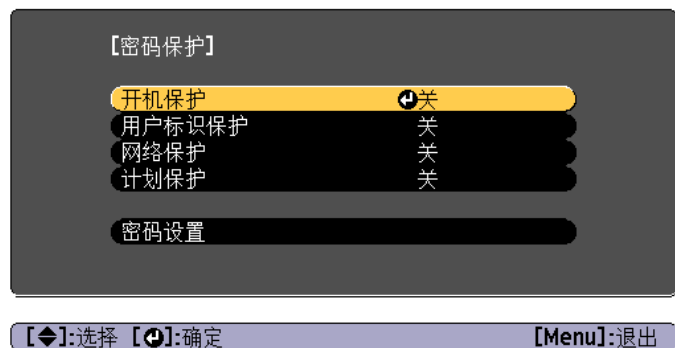 [密码保护]
开机保护 关
用户标识保护 关
网络保护 关
计划保护 关
密码设置
[◆]:选择 [↵]:确定 [Menu]:退出